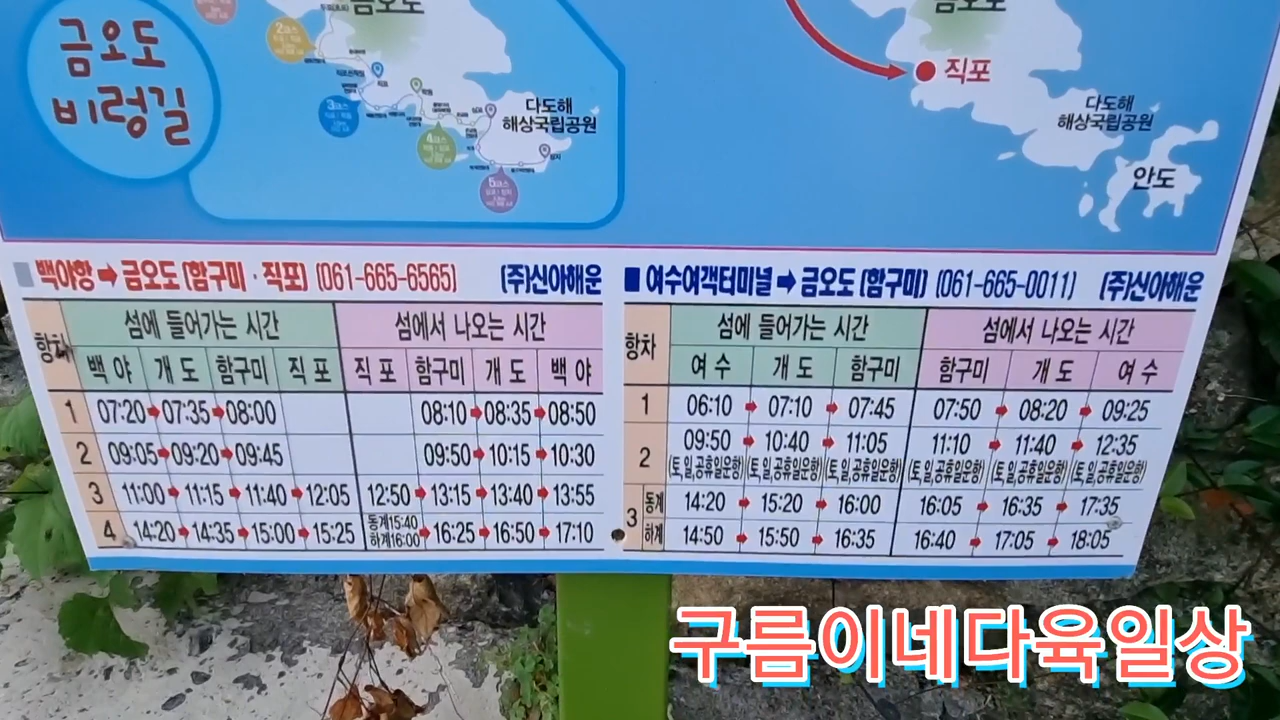 금오도
비렁길
금오도
2코스
3코스
4코스
5코스
다도해
해상국립공원
금오도
직포
다도해
해상국립공원
안도
백야항 ➡ 금오도 (함구미 · 직포) (061-665-6565) (주)신아해운
항차 섬에 들어가는 시간 섬에서 나오는 시간
백야 개도 함구미 직포 직포 함구미 개도 백야
1 07:20 ➡ 07:35 ➡ 08:00 08:10 ➡ 08:35 ➡ 08:50
2 09:05 ➡ 09:20 ➡ 09:45 09:50 ➡ 10:15 ➡ 10:30
3 11:00 ➡ 11:15 ➡ 11:40 ➡ 12:05 12:50 ➡ 13:15 ➡ 13:40 ➡ 13:55
4 14:20 ➡ 14:35 ➡ 15:00 ➡ 15:25 동계15:40 하계16:00 ➡ 16:25 ➡ 16:50 ➡ 17:10
■ 여수여객터미널 ➡ 금오도 (함구미) (061-665-0011) (주)신아해운
항차 섬에 들어가는 시간 섬에서 나오는 시간
여수 개도 함구미 함구미 개도 여수
1 06:10 ➡ 07:10 ➡ 07:45 07:50 ➡ 08:20 ➡ 09:25
2 09:50 ➡ 10:40 ➡ 11:05 11:10 ➡ 11:40 ➡ 12:35
(토,일,공휴일운항) (토,일,공휴일운항) (토,일,공휴일운항) (토,일,공휴일운항) (토,일,공휴일운항) (토,일,공휴일운항)
3 동계 14:20 ➡ 15:20 ➡ 16:00 16:05 ➡ 16:35 ➡ 17:35
하계 14:50 ➡ 15:50 ➡ 16:35 16:40 ➡ 17:05 ➡ 18:05
구름이네다육일상